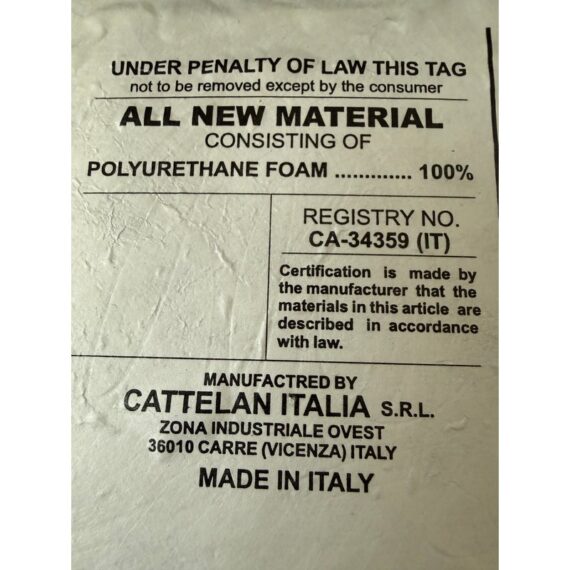 UNDER PENALTY OF LAW THIS TAG
not to be removed except by the consumer
ALL NEW MATERIAL
CONSISTING OF
POLYURETHANE FOAM ............. 100%
REGISTRY NO.
CA-34359 (IT)
Certification is made by
the manufacturer that the
materials in this article are
described in accordance
with law.
MANUFACTRED BY
CATTELAN ITALIA S.R.L.
ZONA INDUSTRIALE OVEST
36010 CARRE (VICENZA) ITALY
MADE IN ITALY